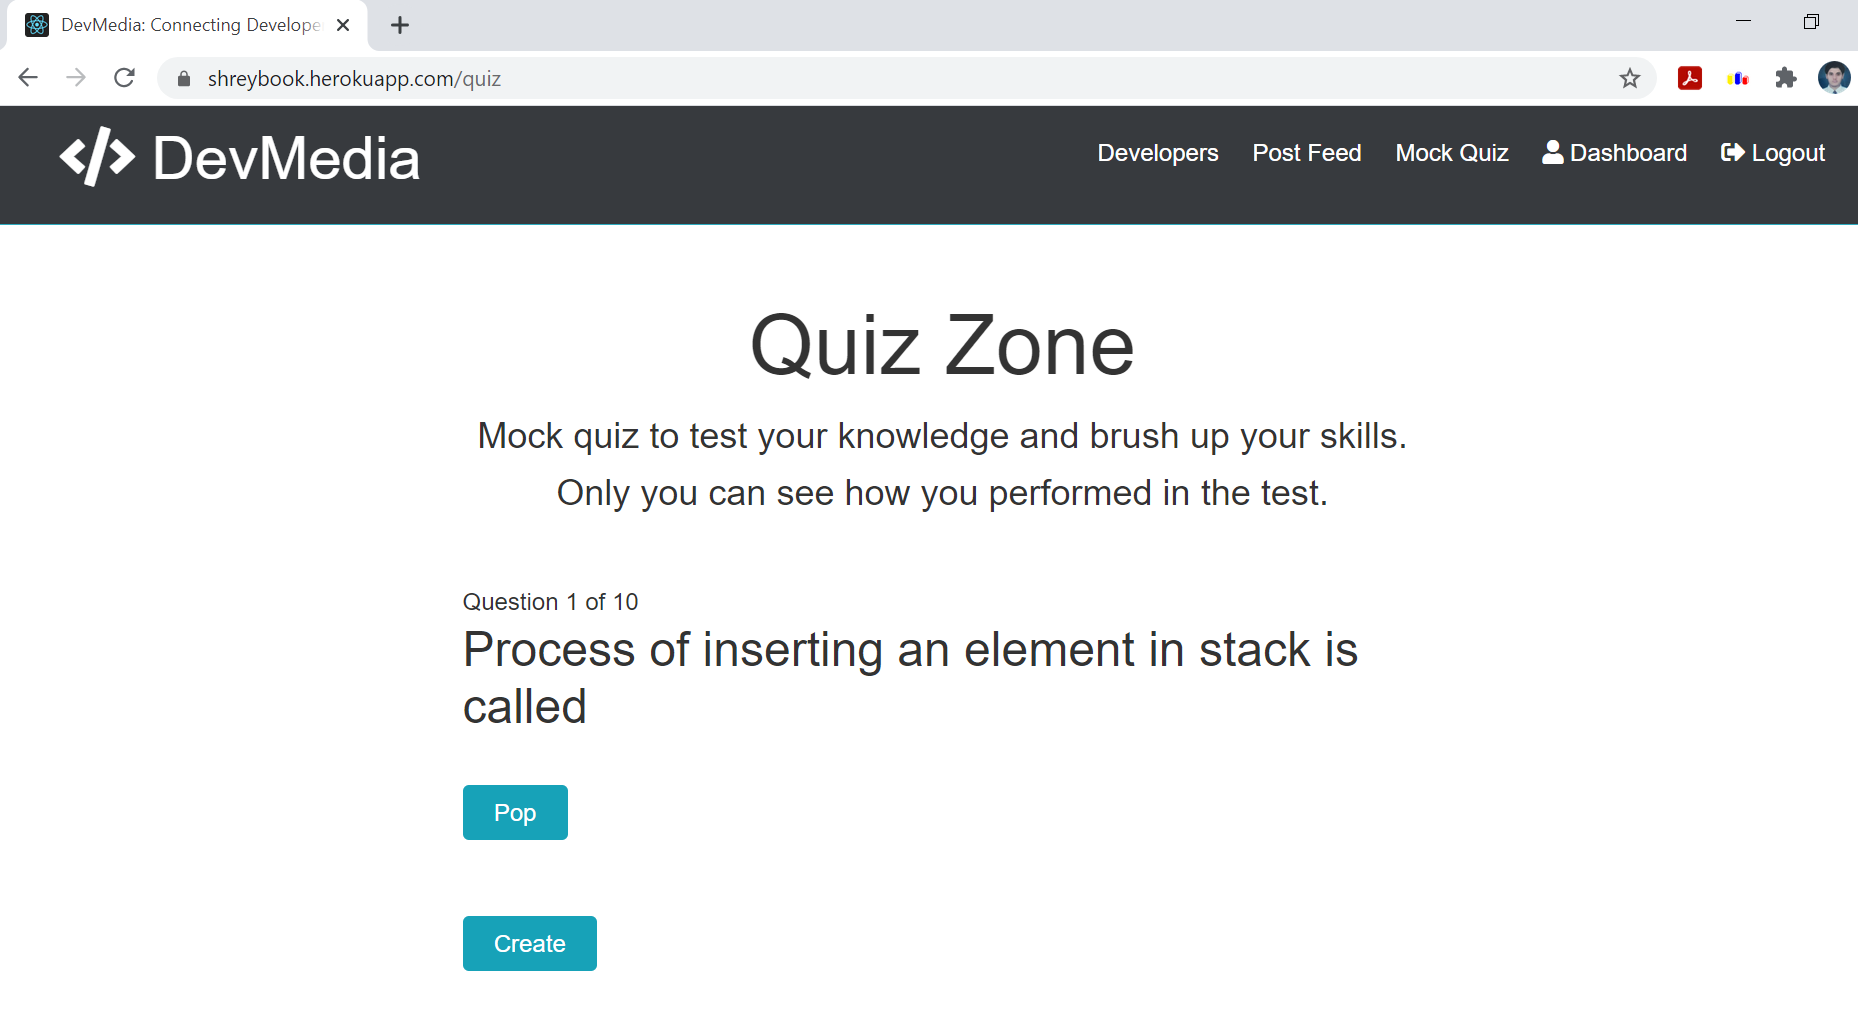 DevMedia: Connecting Develope
shreybook.herokuapp.com/quiz
DevMedia
Developers
Post Feed
Mock Quiz
Dashboard
Logout
Quiz Zone
Mock quiz to test your knowledge and brush up your skills.
Only you can see how you performed in the test.
Question 1 of 10
Process of inserting an element in stack is
called
Pop
Create